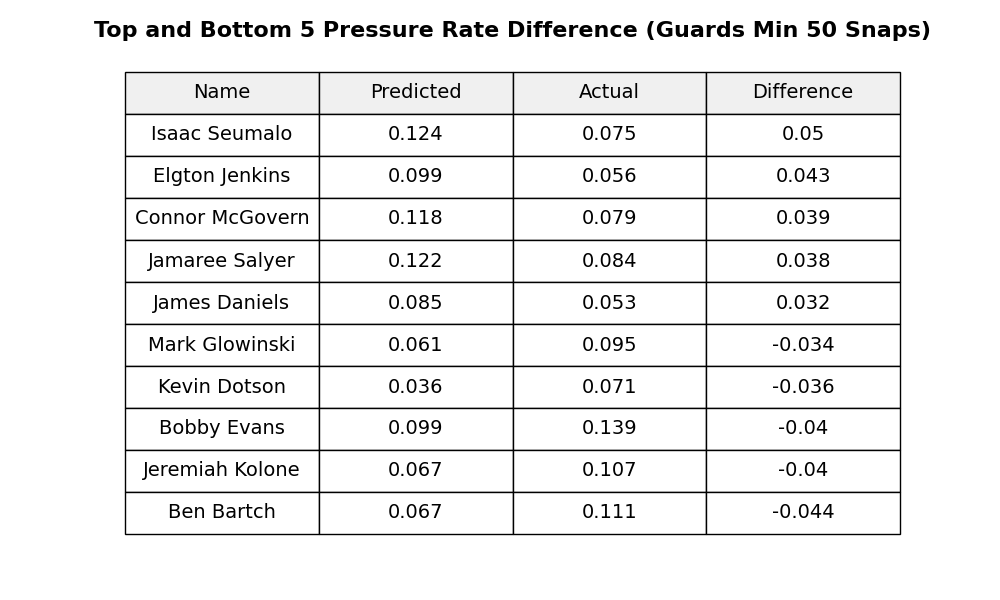 Top and Bottom 5 Pressure Rate Difference (Guards Min 50 Snaps)
Name Predicted Actual Difference
Isaac Seumalo 0.124 0.075 0.05
Elgton Jenkins 0.099 0.056 0.043
Connor McGovern 0.118 0.079 0.039
Jamaree Salyer 0.122 0.084 0.038
James Daniels 0.085 0.053 0.032
Mark Glowinski 0.061 0.095 -0.034
Kevin Dotson 0.036 0.071 -0.036
Bobby Evans 0.099 0.139 -0.04
Jeremiah Kolone 0.067 0.107 -0.04
Ben Bartch 0.067 0.111 -0.044